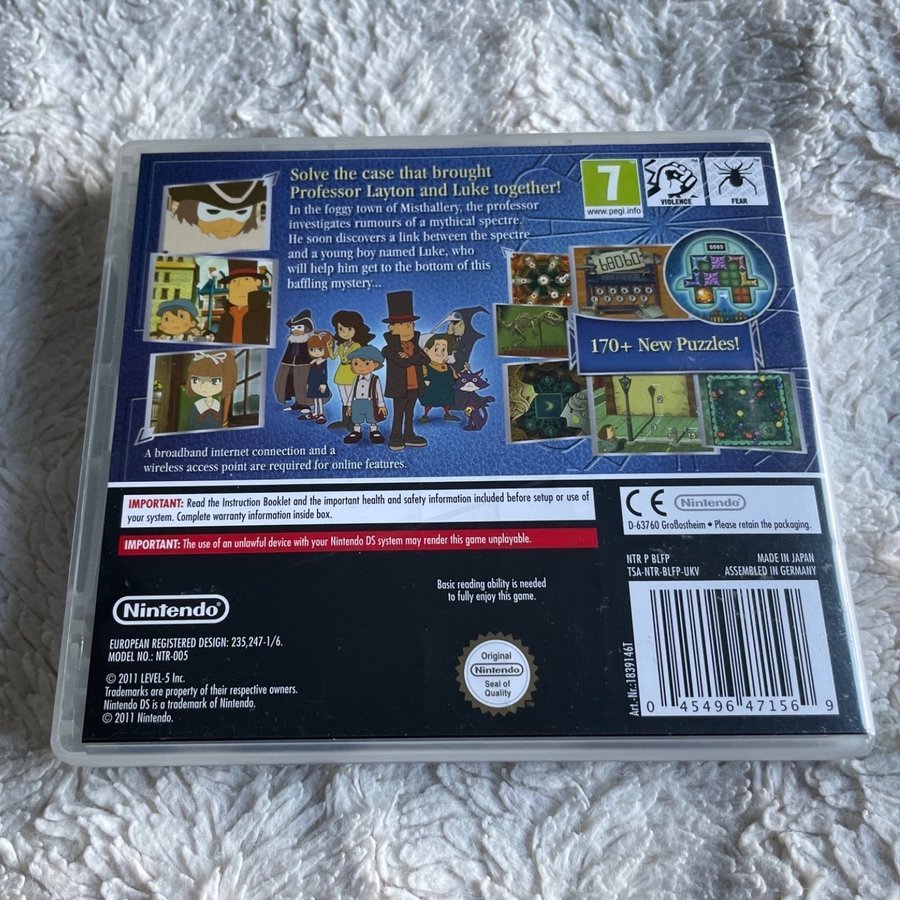 Solve the case that brought
Professor Layton and Luke together!
In the foggy town of Misthallery, the professor
investigates rumours of a mythical spectre.
He soon discovers a link between the spectre
and a young boy named Luke, who
will help him get to the bottom of this
baffling mystery...
7
www.pegi.info
VIOLENCE
FEAR
170+ New Puzzles!
A broadband internet connection and a
wireless access point are required for online features.
IMPORTANT: Read the Instruction Booklet and the important health and safety information included before setup or use of
your system. Complete warranty information inside box.
IMPORTANT: The use of an unlawful device with your Nintendo DS system may render this game unplayable.
CE Nintendo®
D-63760 Großostheim • Please retain the packaging.
NTR P BLFP
TSA-NTR-BLFP-UKV
MADE IN JAPAN
ASSEMBLED IN GERMANY
Basic reading ability is needed
to fully enjoy this game.
Nintendo®
EUROPEAN REGISTERED DESIGN: 235,247-1/6.
MODEL NO.: NTR-005
© 2011 LEVEL-5 Inc.
Trademarks are property of their respective owners.
Nintendo DS is a trademark of Nintendo.
© 2011 Nintendo.
Original
Nintendo®
Seal of
Quality
TM
Art.-Nr.:1839146T
0 45496 47156 9